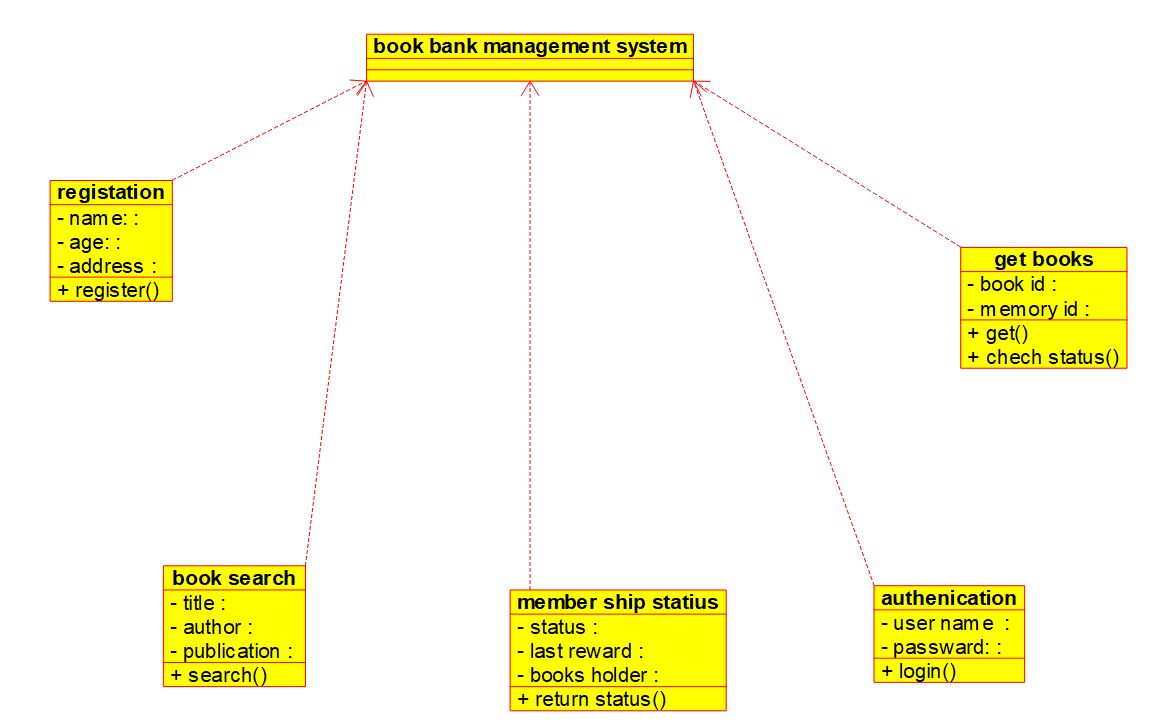 book bank management system
registation
- name: :
- age: :
- address :
+ register()
get books
- book id :
- memory id :
+ get()
+ chech status()
book search
- title :
- author :
- publication :
+ search()
member ship statius
- status :
- last reward :
- books holder :
+ return status()
authenication
- user name :
- passward: :
+ login()